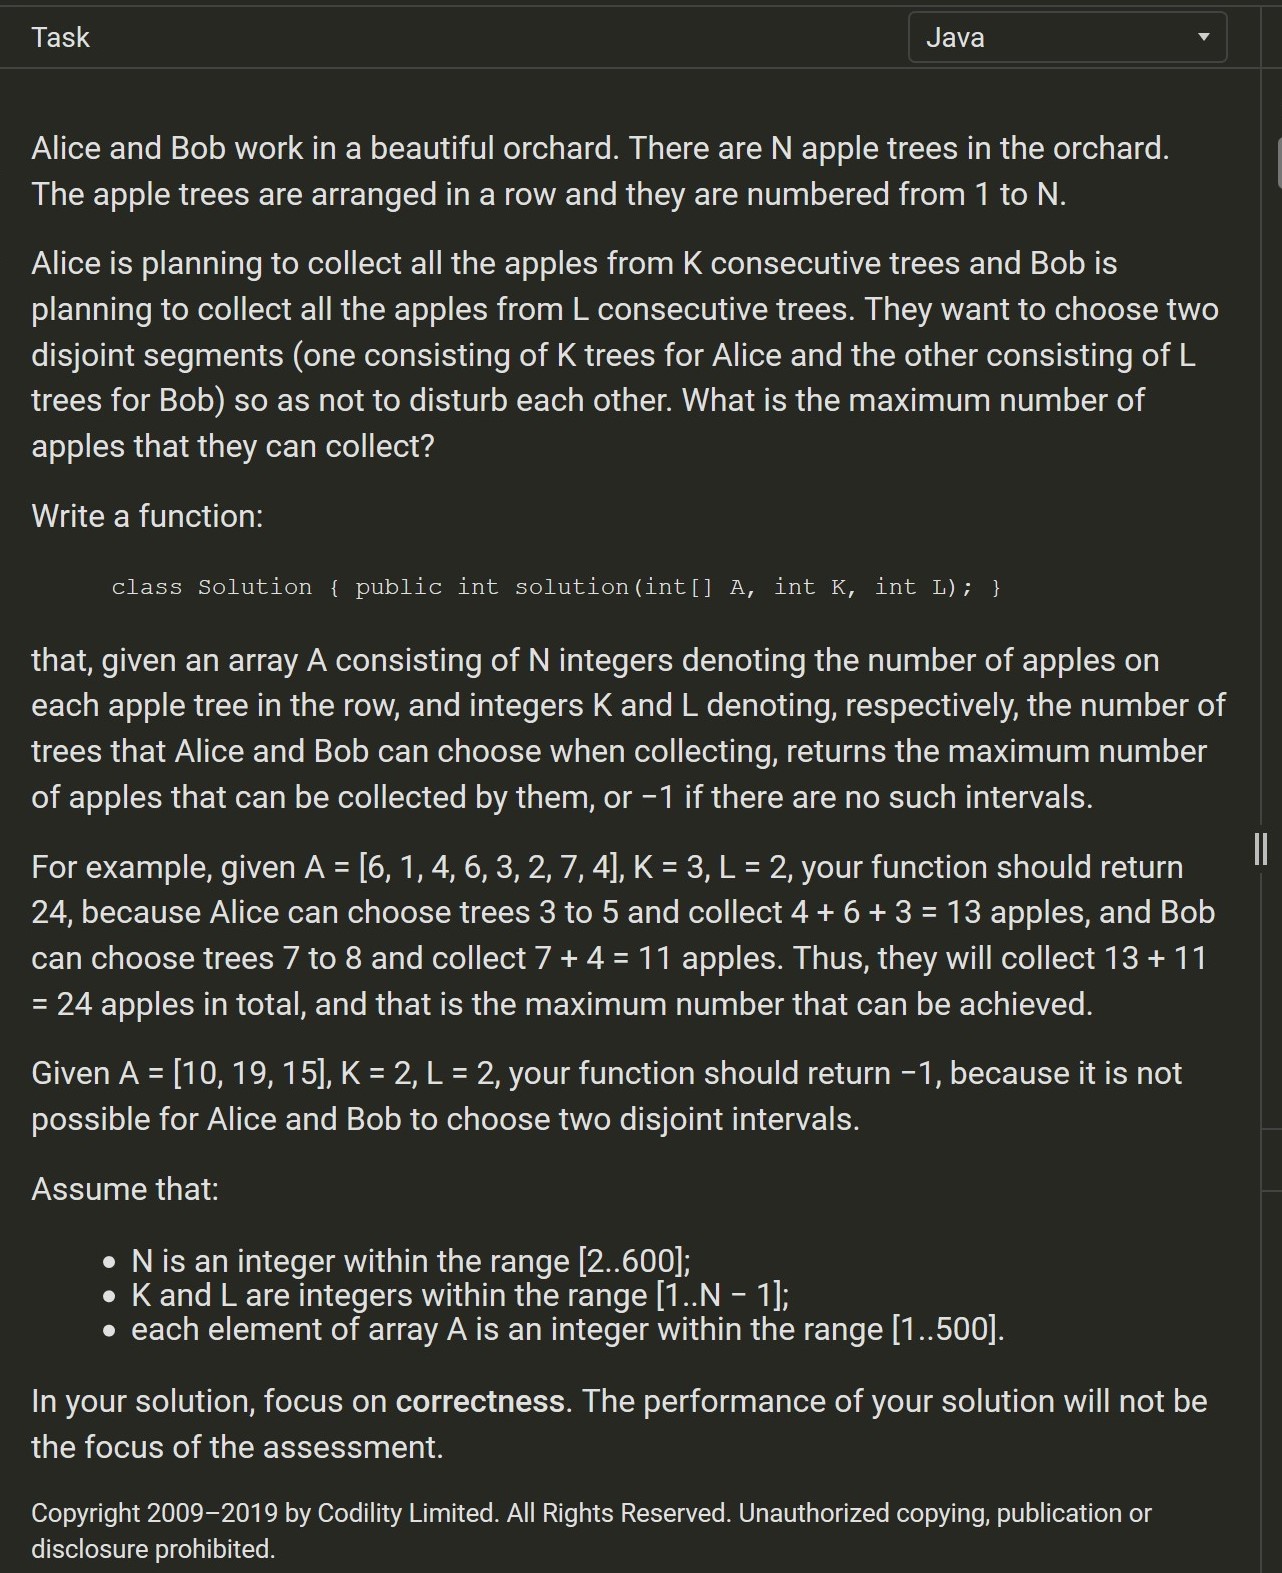 Task
Java
Alice and Bob work in a beautiful orchard. There are N apple trees in the orchard.
The apple trees are arranged in a row and they are numbered from 1 to N.
Alice is planning to collect all the apples from K consecutive trees and Bob is
planning to collect all the apples from L consecutive trees. They want to choose two
disjoint segments (one consisting of K trees for Alice and the other consisting of L
trees for Bob) so as not to disturb each other. What is the maximum number of
apples that they can collect?
Write a function:
class Solution { public int solution(int[] A, int K, int L); }
that, given an array A consisting of N integers denoting the number of apples on
each apple tree in the row, and integers K and L denoting, respectively, the number of
trees that Alice and Bob can choose when collecting, returns the maximum number
of apples that can be collected by them, or −1 if there are no such intervals.
For example, given A = [6, 1, 4, 6, 3, 2, 7, 4], K = 3, L = 2, your function should return
24, because Alice can choose trees 3 to 5 and collect 4 + 6 + 3 = 13 apples, and Bob
can choose trees 7 to 8 and collect 7 + 4 = 11 apples. Thus, they will collect 13 + 11
= 24 apples in total, and that is the maximum number that can be achieved.
Given A = [10, 19, 15], K = 2, L = 2, your function should return −1, because it is not
possible for Alice and Bob to choose two disjoint intervals.
Assume that:
• N is an integer within the range [2..600];
• K and L are integers within the range [1..N − 1];
• each element of array A is an integer within the range [1..500].
In your solution, focus on correctness. The performance of your solution will not be
the focus of the assessment.
Copyright 2009–2019 by Codility Limited. All Rights Reserved. Unauthorized copying, publication or
disclosure prohibited.